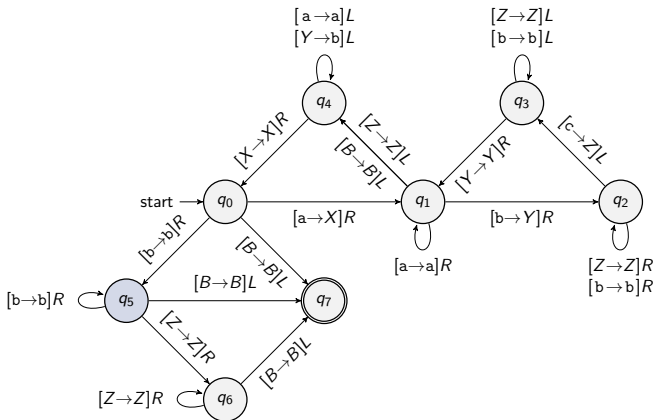 [a→a]L
[Y→b]L
[Z→Z]L
[b→b]L
q4
q3
[X→X]R
[Z→Z]L
[B→B]L
[Y→Y]R
[c→Z]L
start
q0
q1
q2
[a→X]R
[b→Y]R
[b→b]R
[B→B]L
[a→a]R
[Z→Z]R
[b→b]R
[b→b]R
q5
[B→B]L
q7
[Z→Z]R
[B→B]L
[Z→Z]R
q6